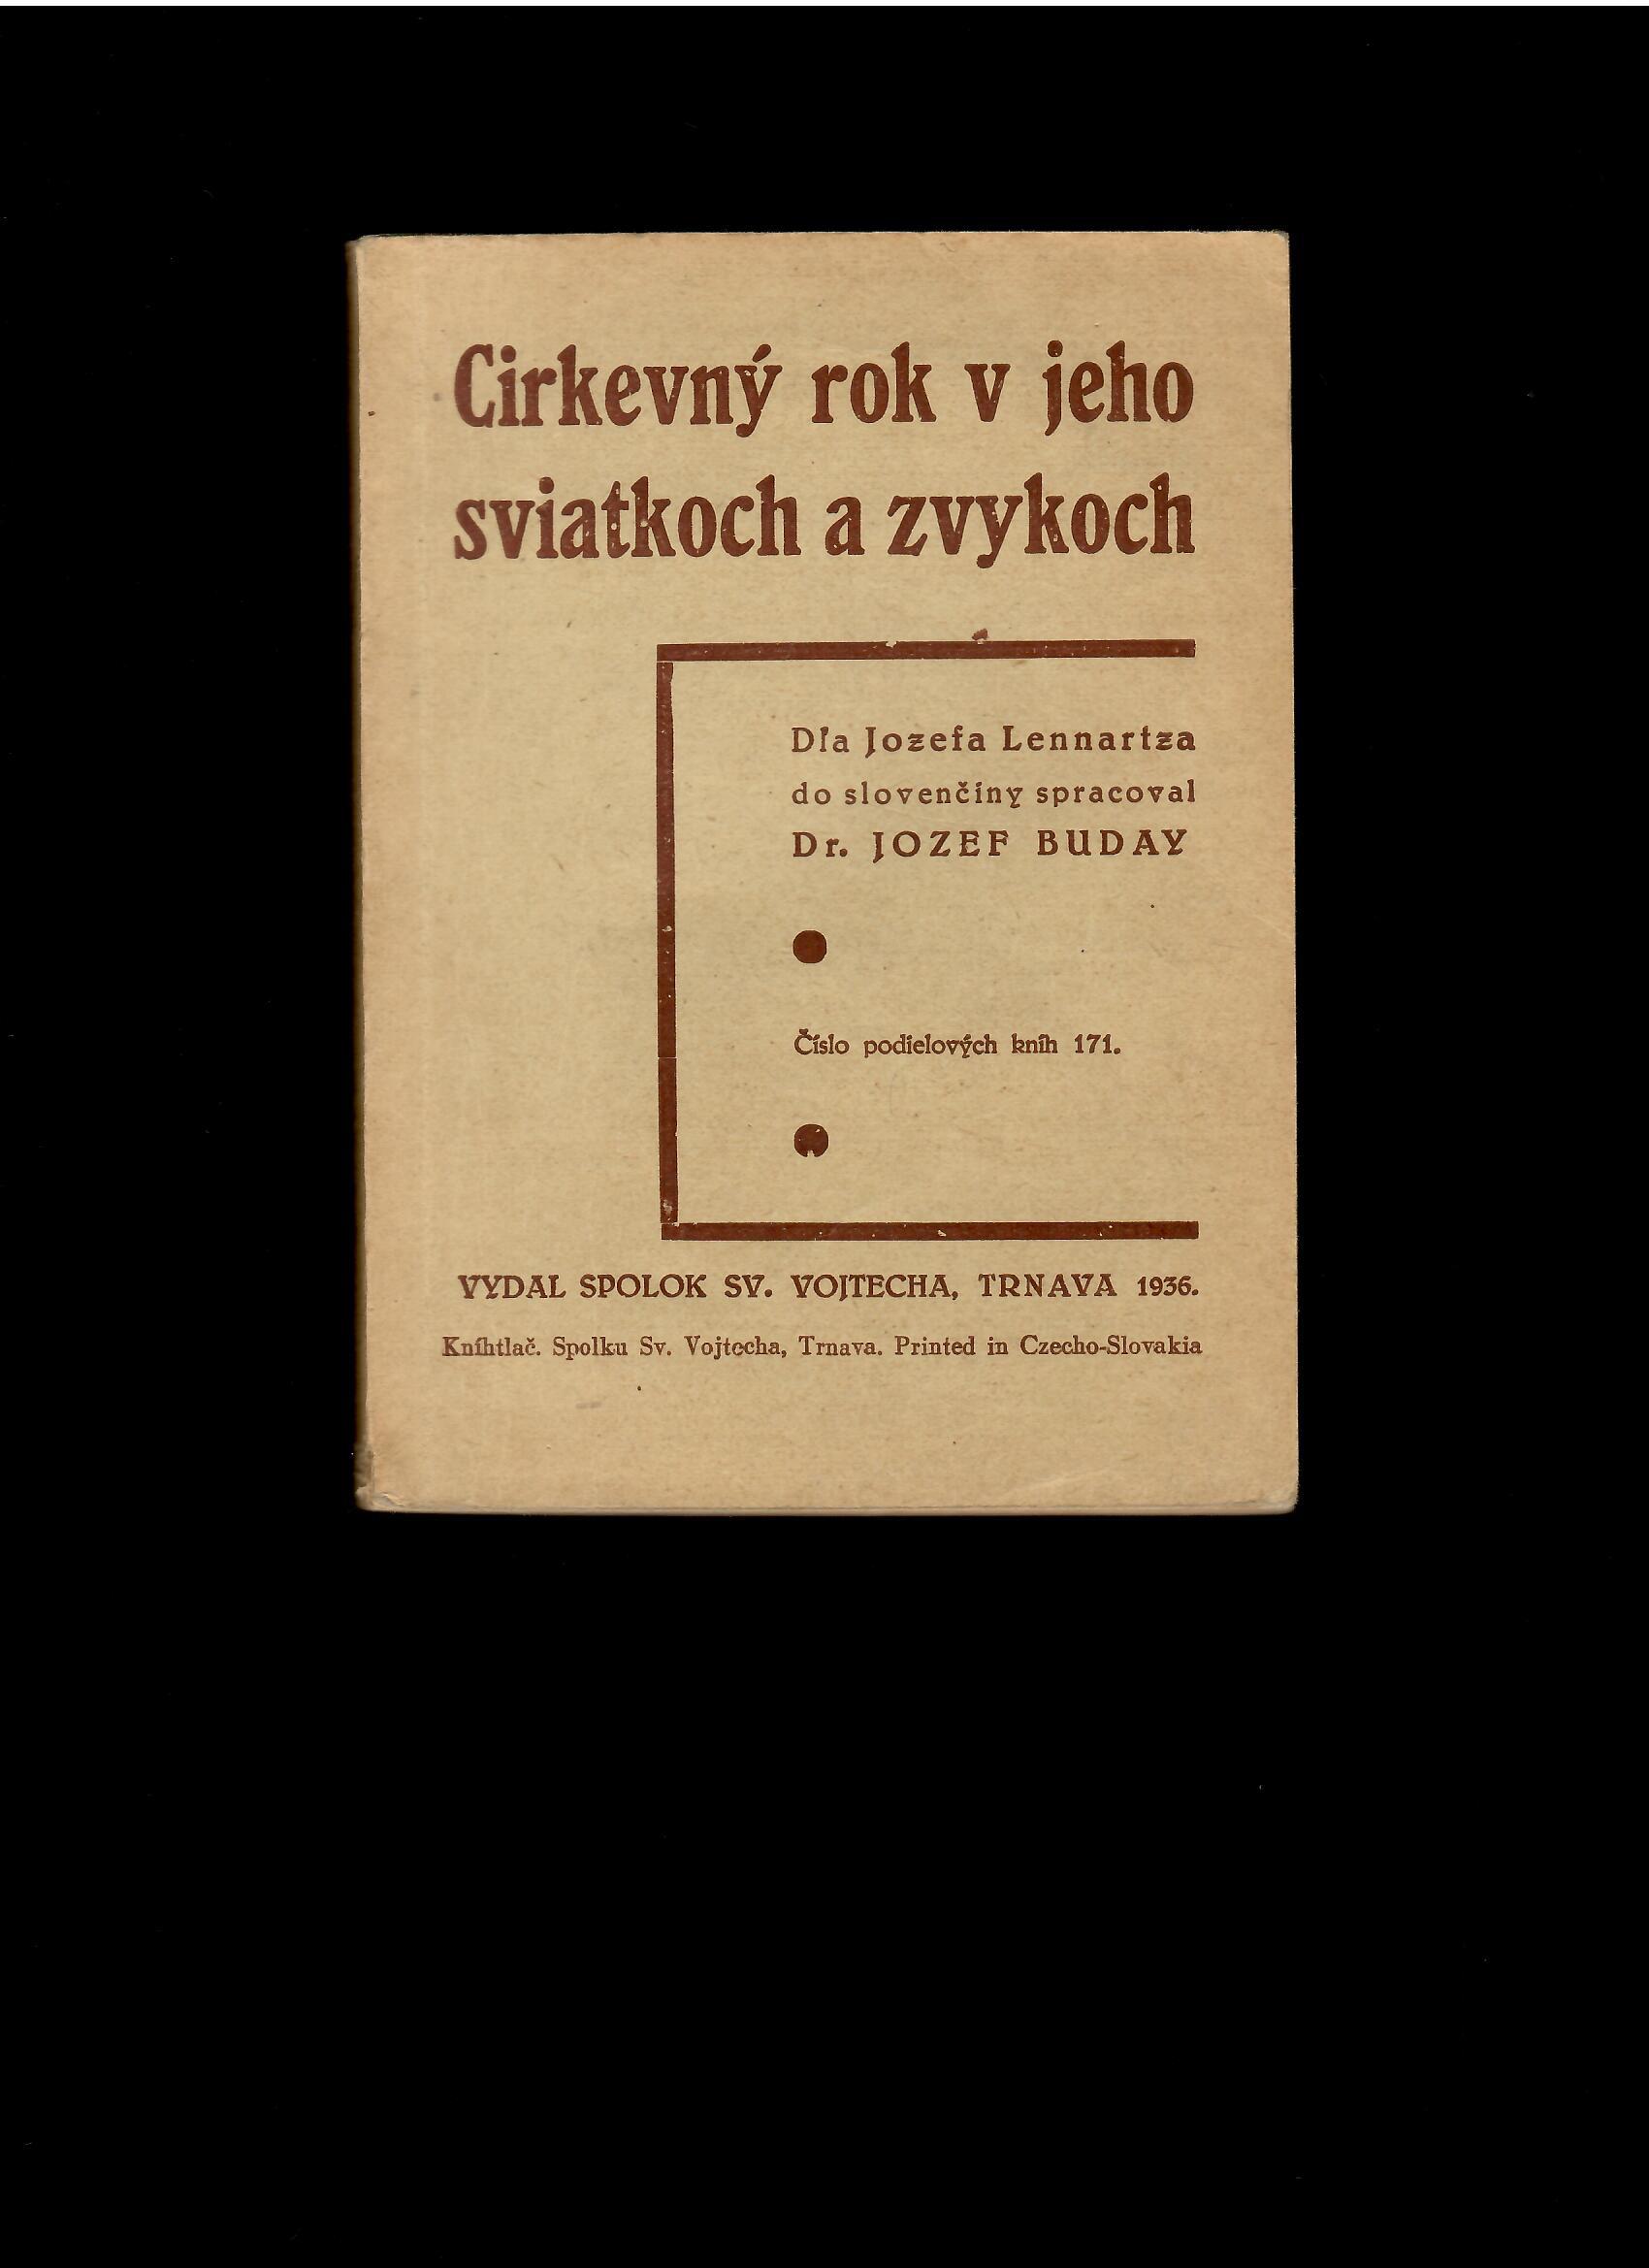 Cirkevný rok v jeho
sviatkoch a zvykoch
Dľa Jozefa Lennartza
do slovenčiny spracoval
Dr. JOZEF BUDAY
Číslo podielových kníh 171.
VYDAL SPOLOK SV. VOJTECHA, TRNAVA 1936.
Kníhtlač. Spolku Sv. Vojtecha, Trnava. Printed in Czecho-Slovakia